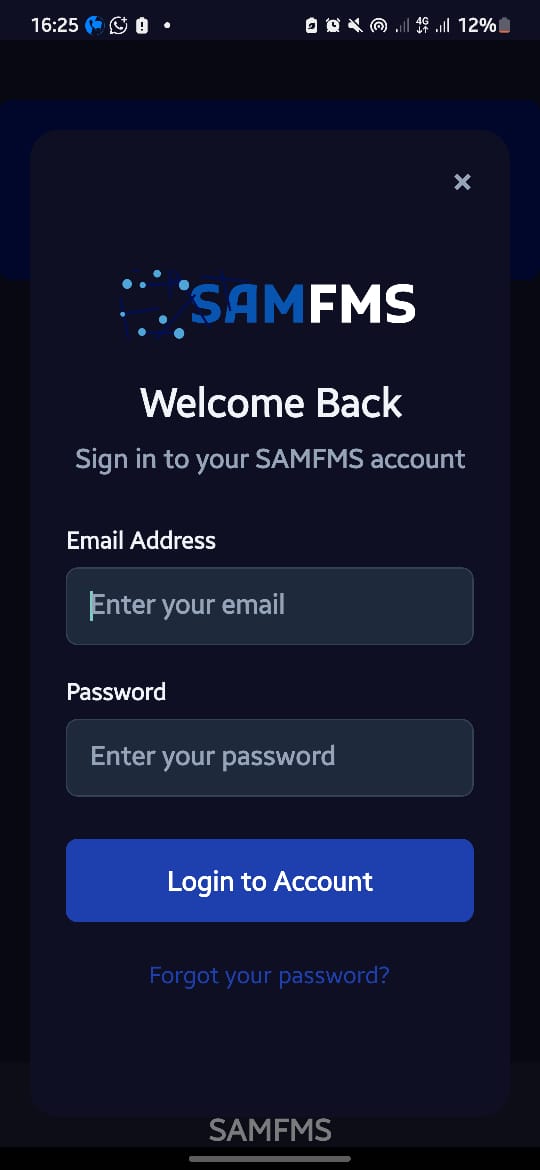 16:25
4G
12%
×
SAMFMS
Welcome Back
Sign in to your SAMFMS account
Email Address
Enter your email
Password
Enter your password
Login to Account
Forgot your password?
SAMFMS